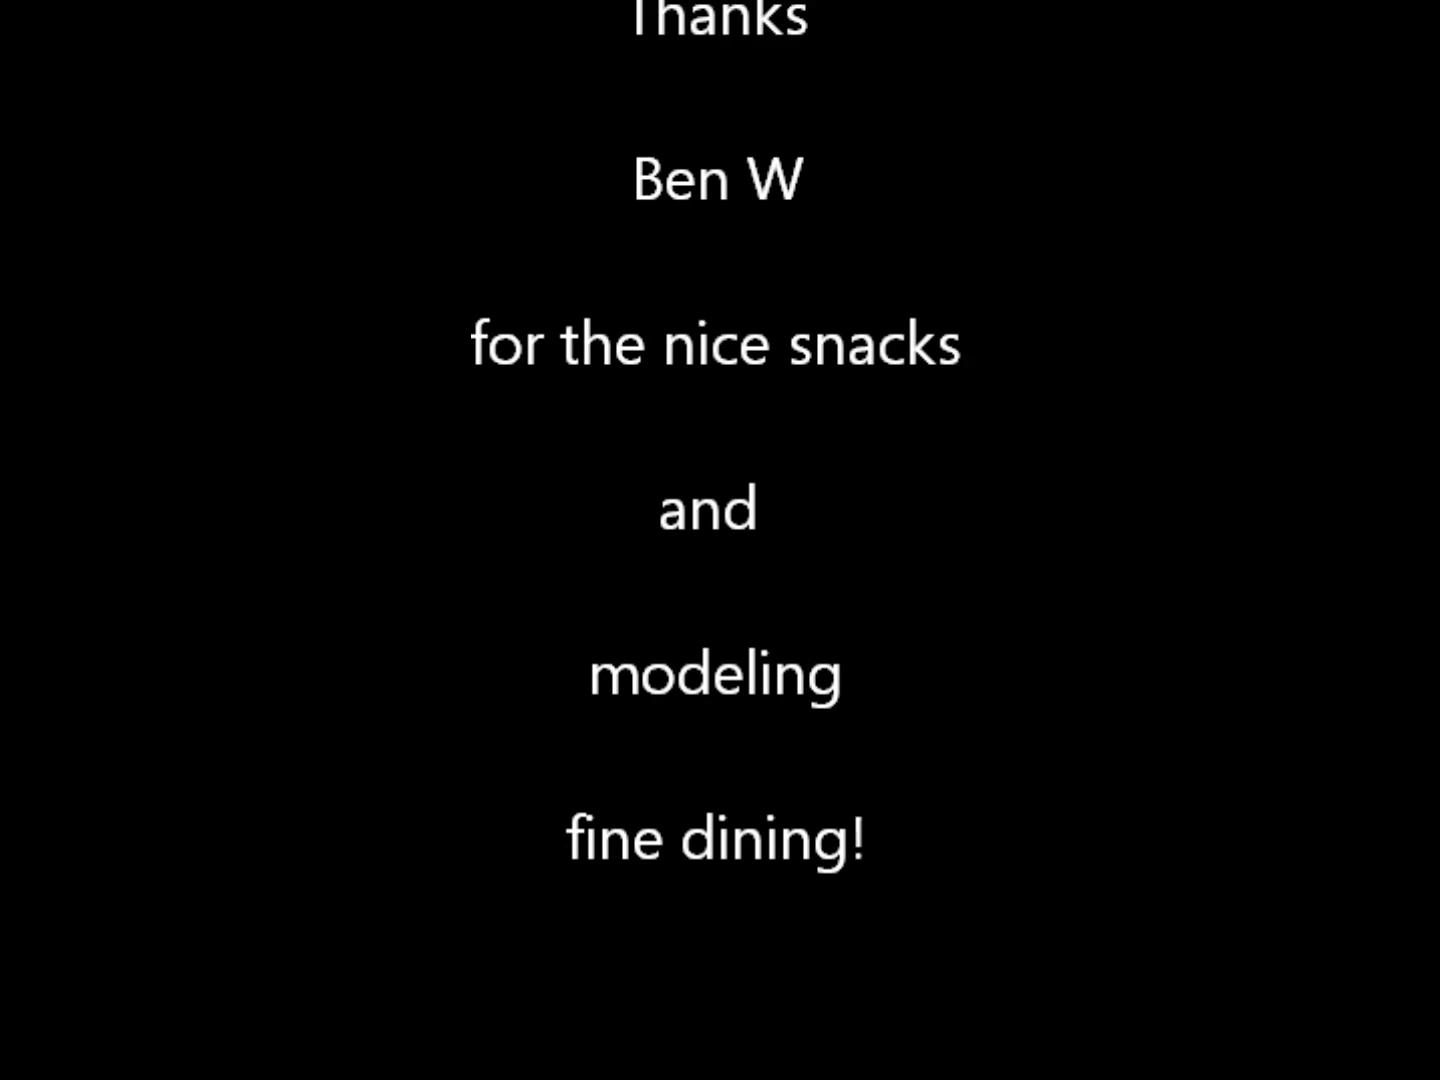 Thanks
Ben W
for the nice snacks
and
modeling
fine dining!